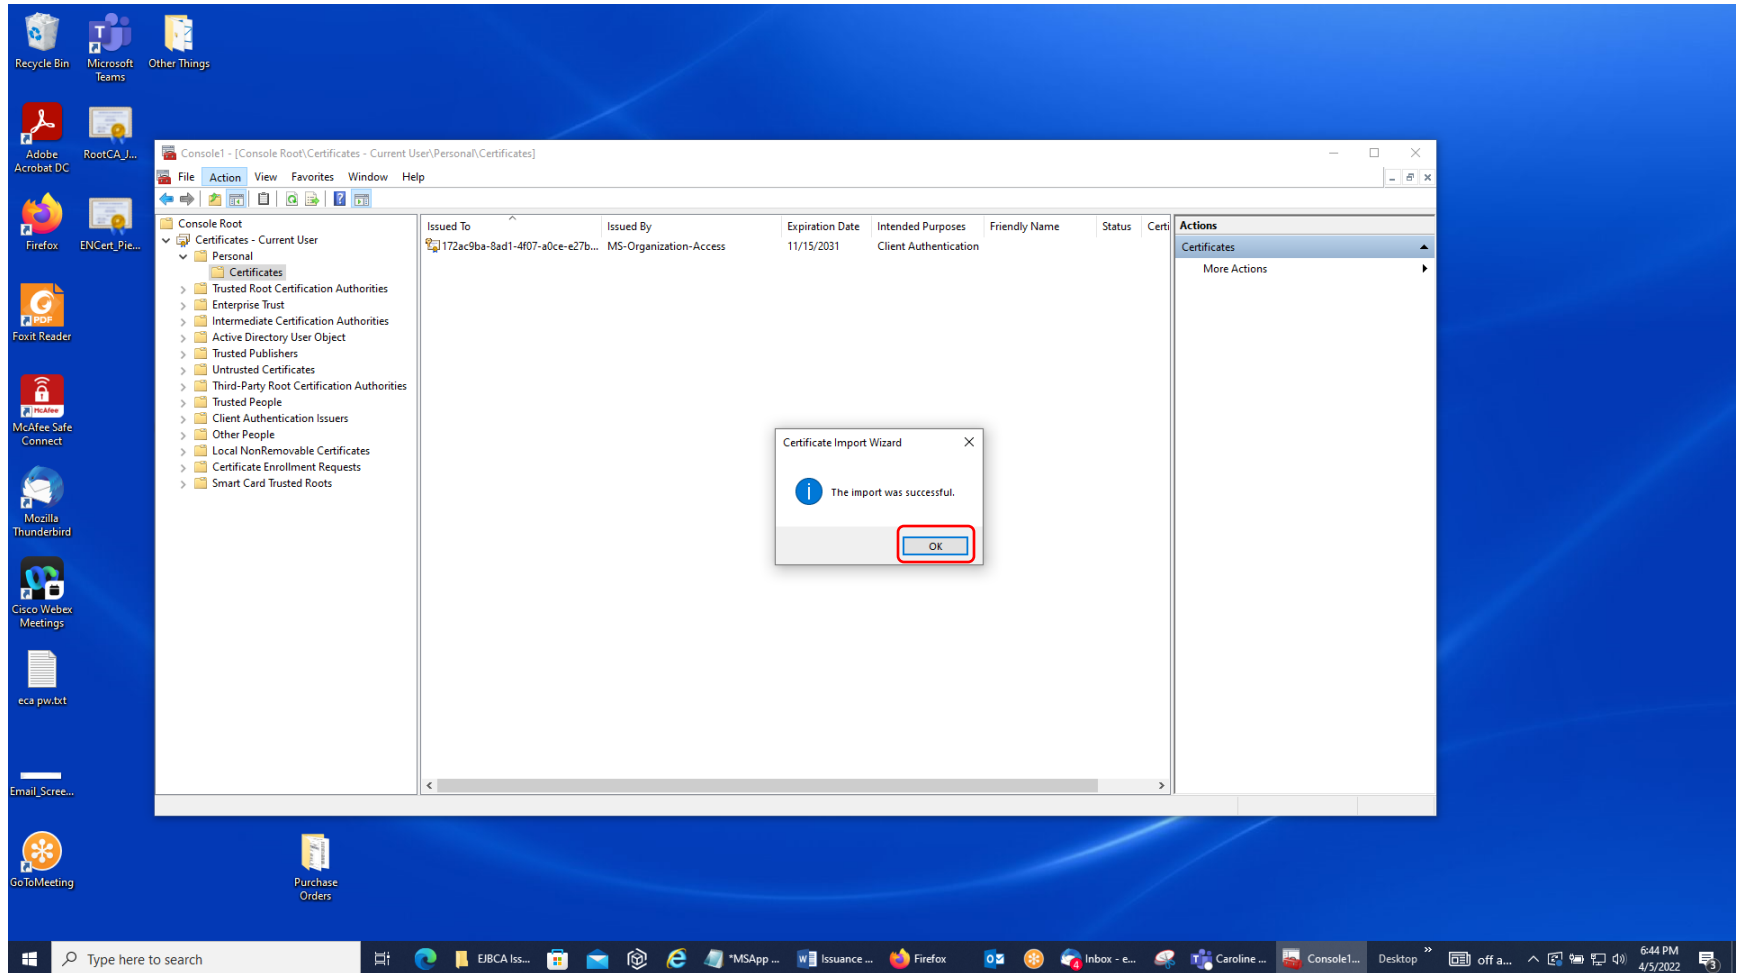 Recycle Bin
Microsoft
Teams
Other Things
Adobe
Acrobat DC
RootCA_J...
Firefox
ENCert_Pie...
PDF
Foxit Reader
McAfee
McAfee Safe
Connect
Mozilla
Thunderbird
Cisco Webex
Meetings
eca pw.txt
Email_Scree...
GoToMeeting
Purchase
Orders
Console1 - [Console Root\Certificates - Current User\Personal\Certificates]
File Action View Favorites Window Help
Console Root
Certificates - Current User
Personal
Certificates
Trusted Root Certification Authorities
Enterprise Trust
Intermediate Certification Authorities
Active Directory User Object
Trusted Publishers
Untrusted Certificates
Third-Party Root Certification Authorities
Trusted People
Client Authentication Issuers
Other People
Local NonRemovable Certificates
Certificate Enrollment Requests
Smart Card Trusted Roots
Issued To Issued By Expiration Date Intended Purposes Friendly Name Status Certi
172ac9ba-8ad1-4f07-a0ce-e27b... MS-Organization-Access 11/15/2031 Client Authentication
Actions
Certificates
More Actions
Certificate Import Wizard
The import was successful.
OK
Type here to search
EJBCA Iss...
*MSApp ...
Issuance ...
Firefox
4
Inbox - e...
Caroline ...
Console1...
Desktop
off a...
6:44 PM
4/5/2022
3